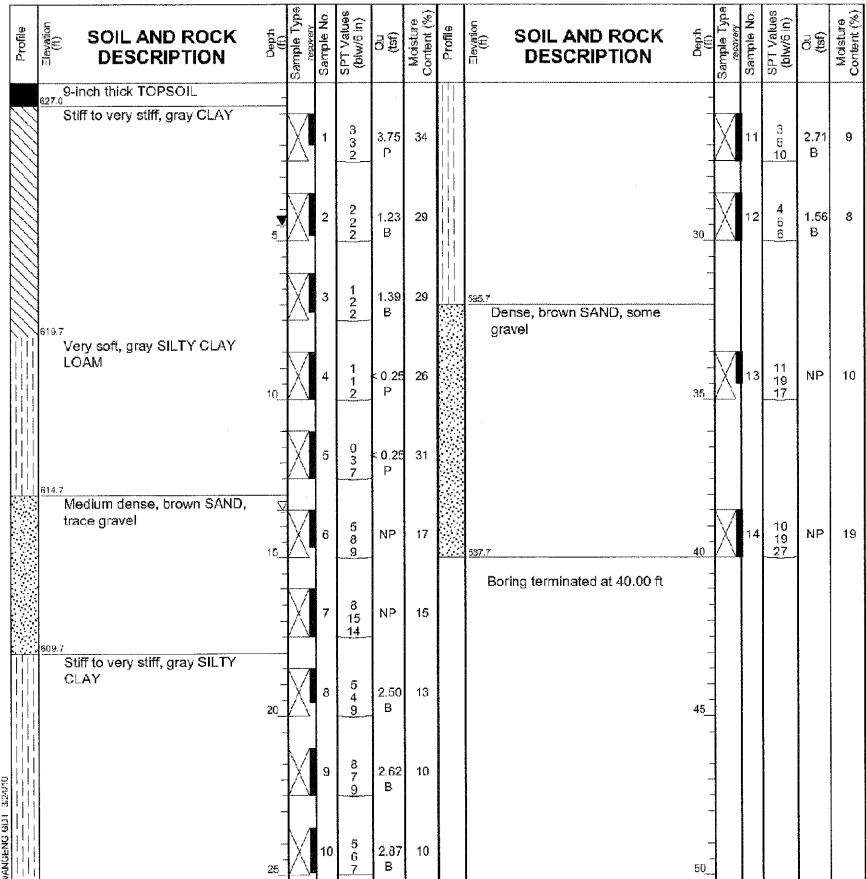 Profile
Elevation (ft)
SOIL AND ROCK DESCRIPTION
Depth (ft)
Sample Type
recovery
Sample No.
SPT Values (blw/6 in)
Qu (tsf)
Moisture Content (%)
9-inch thick TOPSOIL
627.0
Stiff to very stiff, gray CLAY
1 3 3 2 3.75 P 34
2 2 2 2 1.23 B 29
5
3 1 2 2 1.39 B 29
619.7
Very soft, gray SILTY CLAY
LOAM
4 1 1 2 < 0.25 P 26
10
5 0 3 7 < 0.25 P 31
614.7
Medium dense, brown SAND,
trace gravel
6 5 8 9 NP 17
15
7 8 15 14 NP 15
609.7
Stiff to very stiff, gray SILTY
CLAY
8 5 4 9 2.50 B 13
20
9 8 7 9 2.62 B 10
10 5 6 7 2.87 B 10
25
Profile
Elevation (ft)
SOIL AND ROCK DESCRIPTION
Depth (ft)
Sample Type
recovery
Sample No.
SPT Values (blw/6 in)
Qu (tsf)
Moisture Content (%)
11 3 6 10 2.71 B 9
12 4 6 6 1.56 B 8
30
595.7
Dense, brown SAND, some
gravel
13 11 19 17 NP 10
35
14 10 19 27 NP 19
587.7
40
Boring terminated at 40.00 ft
45
50